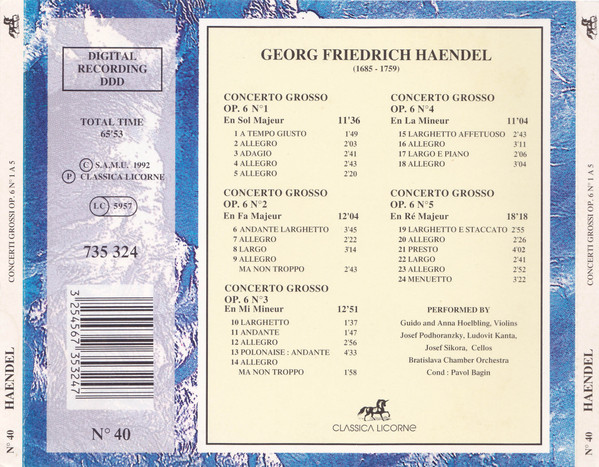 N° 40 HAENDEL CONCERTI GROSSI OP. 6 N° 1 A 5
DIGITAL
RECORDING
DDD
TOTAL TIME
65'53
C S.A.M.U. 1992
P CLASSICA LICORNE
LC 5957
735 324
3 254567 353247
N° 40
GEORG FRIEDRICH HAENDEL
(1685 - 1759)
CONCERTO GROSSO
OP. 6 N°1
En Sol Majeur 11'36
1 A TEMPO GIUSTO 1'49
2 ALLEGRO 2'03
3 ADAGIO 2'41
4 ALLEGRO 2'43
5 ALLEGRO 2'20
CONCERTO GROSSO
OP. 6 N°2
En Fa Majeur 12'04
6 ANDANTE LARGHETTO 3'45
7 ALLEGRO 2'22
8 LARGO 3'14
9 ALLEGRO
MA NON TROPPO 2'43
CONCERTO GROSSO
OP. 6 N°3
En Mi Mineur 12'51
10 LARGHETTO 1'37
11 ANDANTE 1'47
12 ALLEGRO 2'56
13 POLONAISE : ANDANTE 4'33
14 ALLEGRO
MA NON TROPPO 1'58
CONCERTO GROSSO
OP. 6 N°4
En La Mineur 11'04
15 LARGHETTO AFFETUOSO 2'43
16 ALLEGRO 3'11
17 LARGO E PIANO 2'06
18 ALLEGRO 3'04
CONCERTO GROSSO
OP. 6 N°5
En Ré Majeur 18'18
19 LARGHETTO E STACCATO 2'55
20 ALLEGRO 2'26
21 PRESTO 4'02
22 LARGO 2'41
23 ALLEGRO 2'52
24 MENUETTO 3'22
PERFORMED BY
Guido and Anna Hoelbling, Violins
Josef Podhoranzky, Ludovit Kanta,
Josef Sikora, Cellos
Bratislava Chamber Orchestra
Cond : Pavol Bagin
CLASSICA LICORNE
CONCERTI GROSSI OP. 6 N° 1 A 5 HAENDEL N° 40